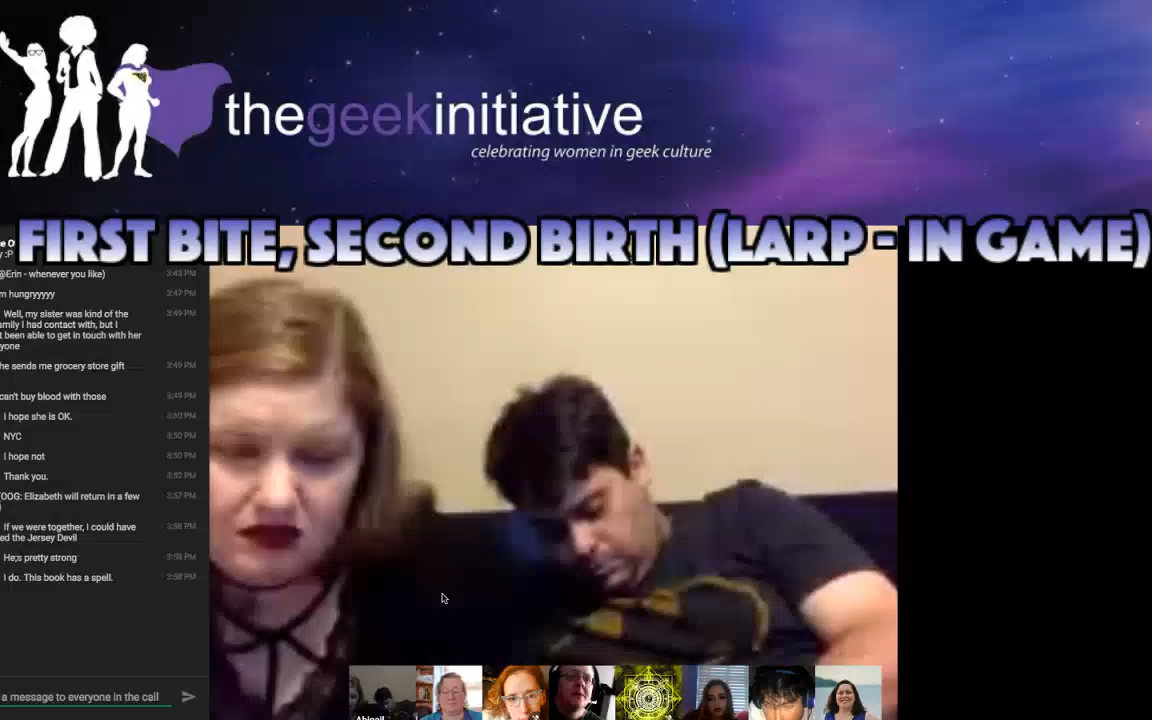 thegeekinitiative
celebrating women in geek culture
FIRST BITE, SECOND BIRTH (LARP - IN GAME)
y :P
@Erin - whenever you like)
3:43 PM
m hungryyyyy
3:47 PM
Well, my sister was kind of the
3:49 PM
amily I had contact with, but I
t been able to get in touch with her
yone
he sends me grocery store gift
3:49 PM
can't buy blood with those
3:49 PM
I hope she is OK.
3:50 PM
NYC
3:50 PM
I hope not
3:50 PM
Thank you.
3:52 PM
OOG: Elizabeth will return in a few
3:57 PM
If we were together, I could have
3:58 PM
ed the Jersey Devil
He;s pretty strong
3:58 PM
I do. This book has a spell.
3:58 PM
a message to everyone in the call
Abigail